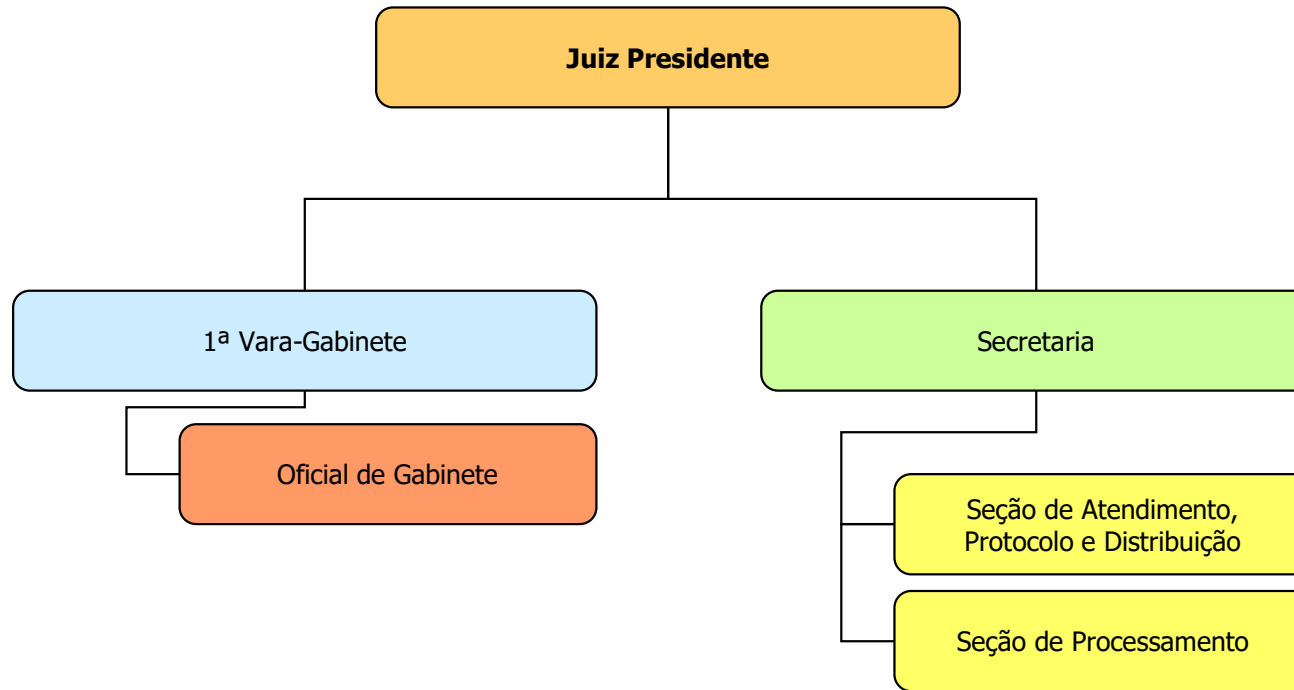 Juiz Presidente
1ª Vara-Gabinete
Secretaria
Oficial de Gabinete
Seção de Atendimento,
Protocolo e Distribuição
Seção de Processamento